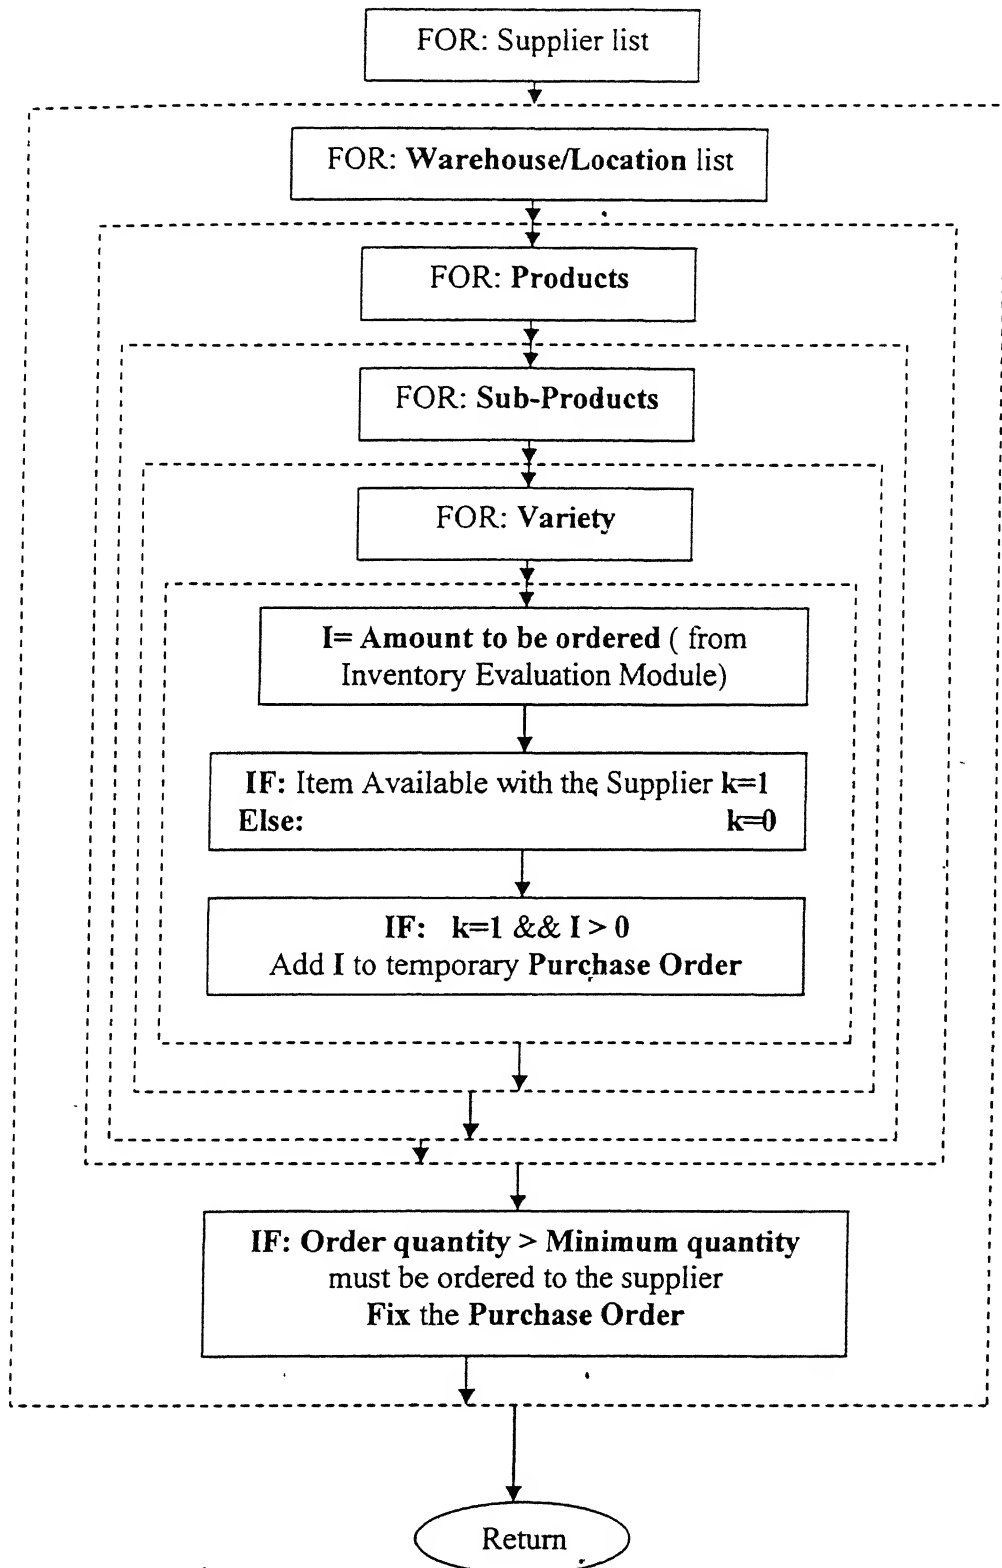 FOR: Supplier list
FOR: Warehouse/Location list
FOR: Products
FOR: Sub-Products
FOR: Variety
I= Amount to be ordered ( from
Inventory Evaluation Module)
IF: Item Available with the Supplier k=1
Else: k=0
IF: k=1 && I > 0
Add I to temporary Purchase Order
IF: Order quantity > Minimum quantity
must be ordered to the supplier
Fix the Purchase Order
Return